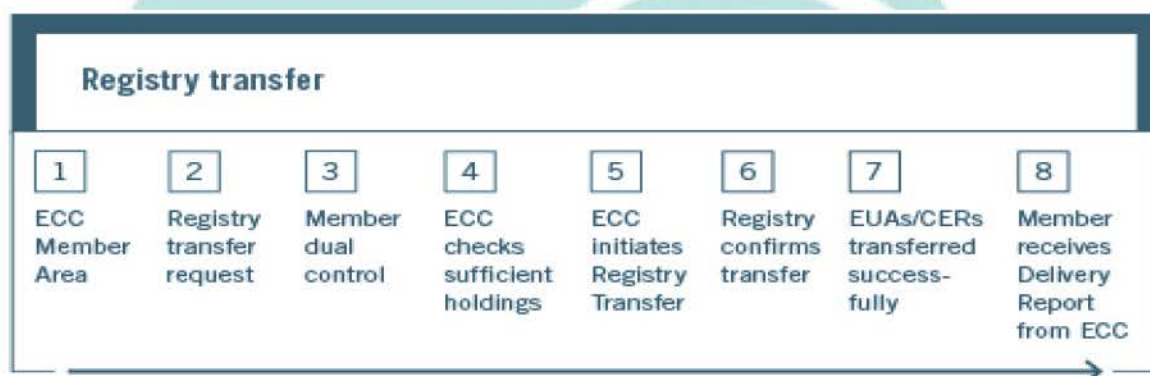 Registry transfer
1
ECC
Member
Area
2
Registry
transfer
request
3
Member
dual
control
4
ECC
checks
sufficient
holdings
5
ECC
initiates
Registry
Transfer
6
Registry
confirms
transfer
7
EUAs/CERs
transferred
success-
fully
8
Member
receives
Delivery
Report
from ECC